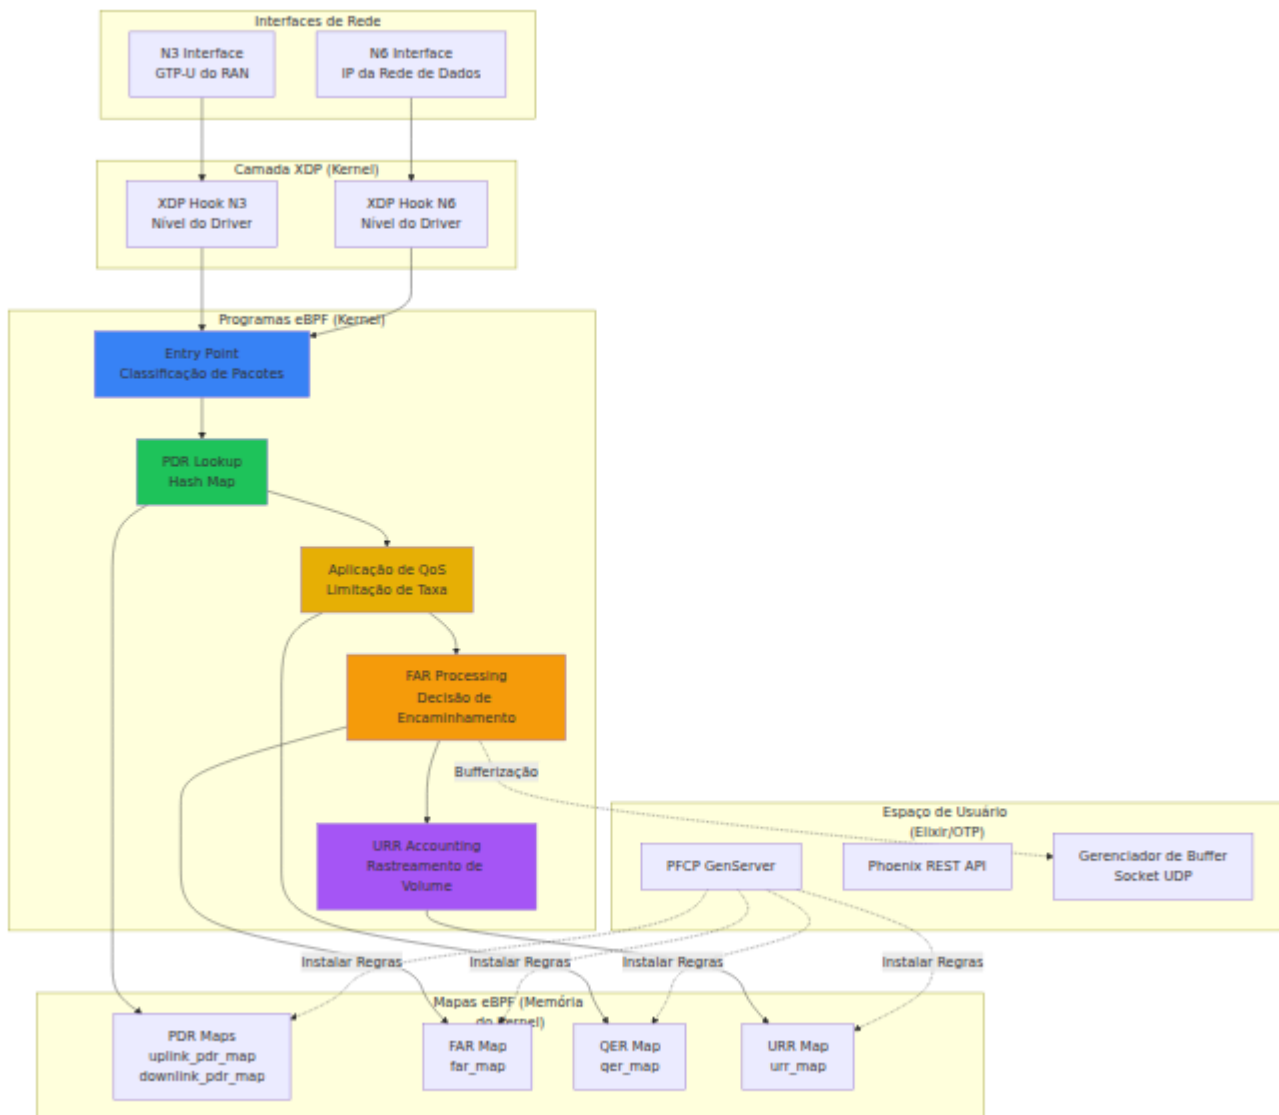 Interfaces de Rede
N3 Interface
GTP-U do RAN
N6 Interface
IP da Rede de Dados
Camada XDP (Kernel)
XDP Hook N3
Nível do Driver
XDP Hook N6
Nível do Driver
Programas eBPF (Kernel)
Entry Point
Classificação de Pacotes
PDR Lookup
Hash Map
Aplicação de QoS
Limitação de Taxa
FAR Processing
Decisão de
Encaminhamento
Bufferização
URR Accounting
Rastreamento de
Volume
Espaço de Usuário
(Elixir/OTP)
PFCP GenServer
Phoenix REST API
Gerenciador de Buffer
Socket UDP
Instalar Regras
Instalar Regras
Instalar Regras
Instalar Regras
Mapas eBPF (Memória
do Kernel)
PDR Maps
uplink_pdr_map
downlink_pdr_map
FAR Map
far_map
QER Map
qer_map
URR Map
urr_map